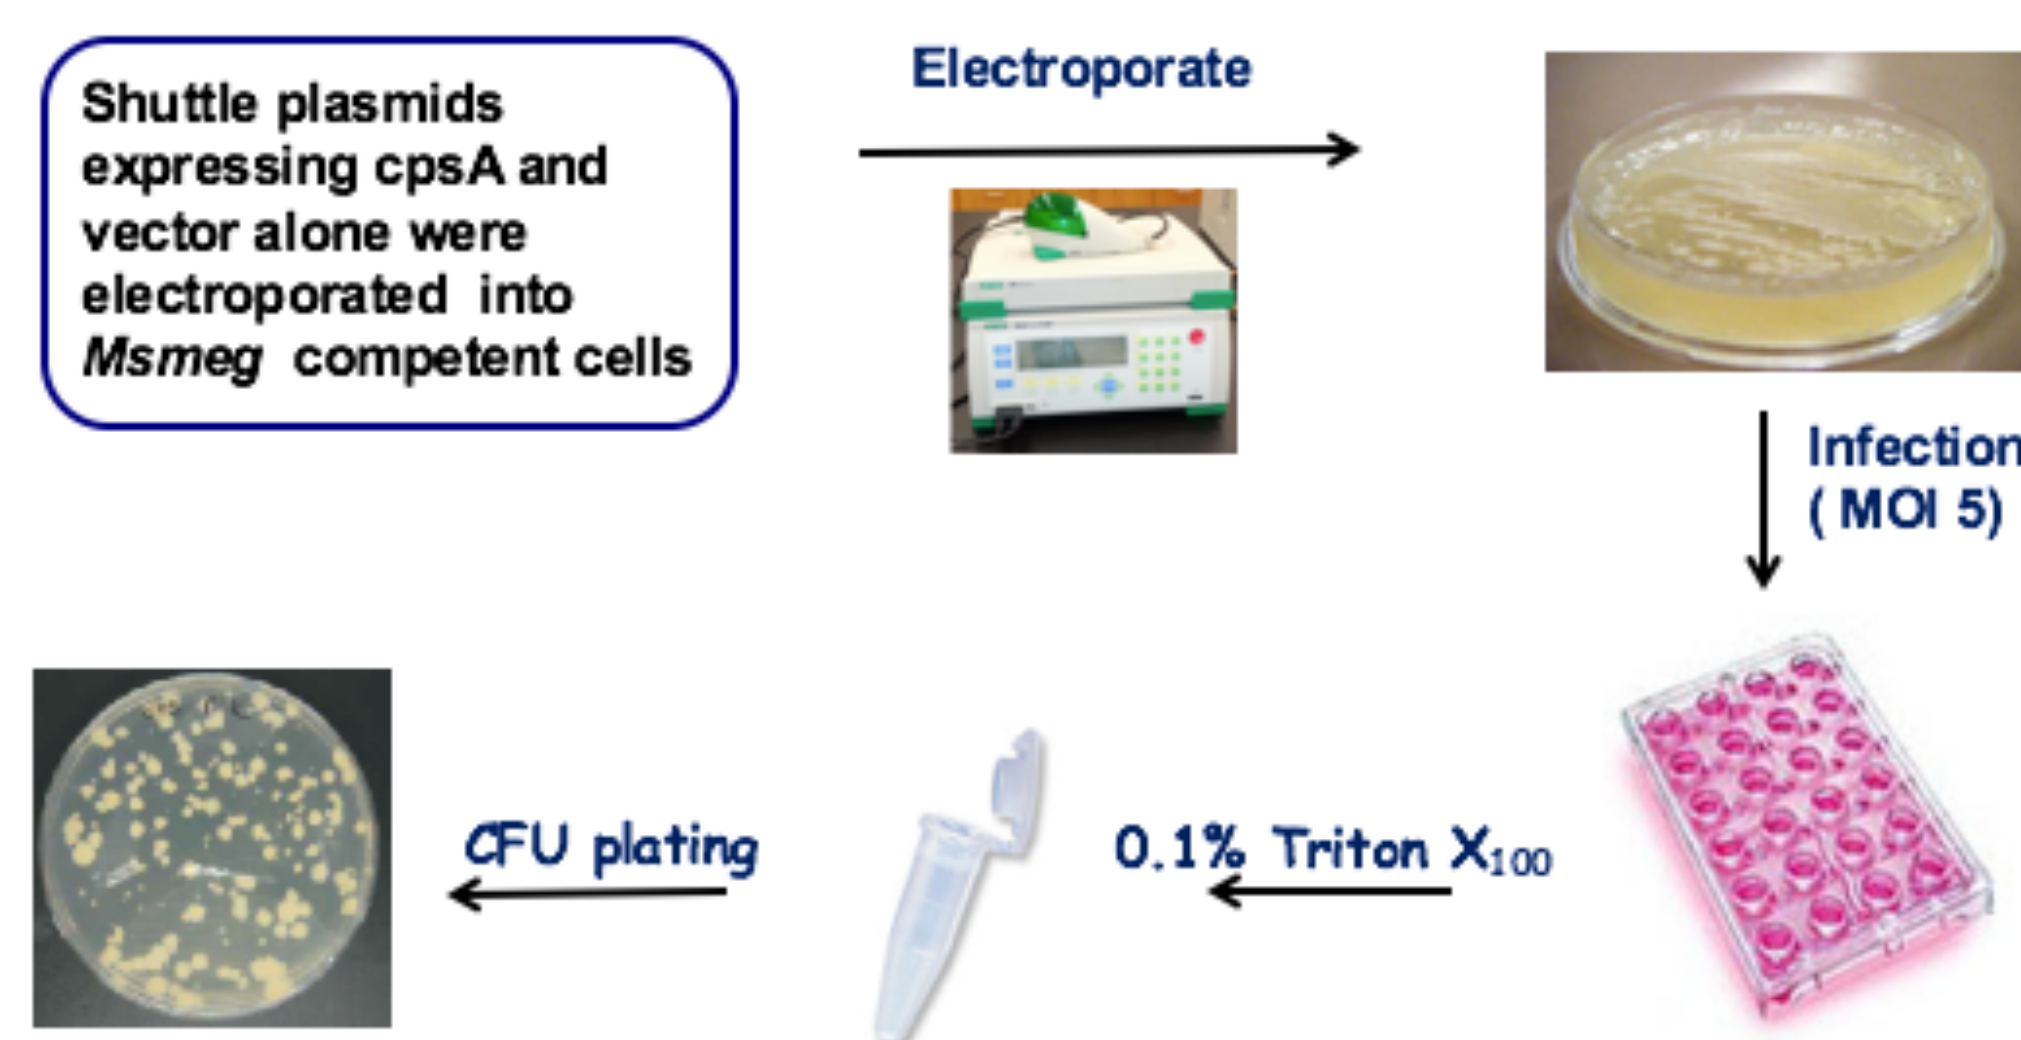 Shuttle plasmids
expressing cpsA and
vector alone were
electroporated into
Msmeg competent cells
Electroporate
Infection
( MOI 5)
0.1% Triton X100
CFU plating